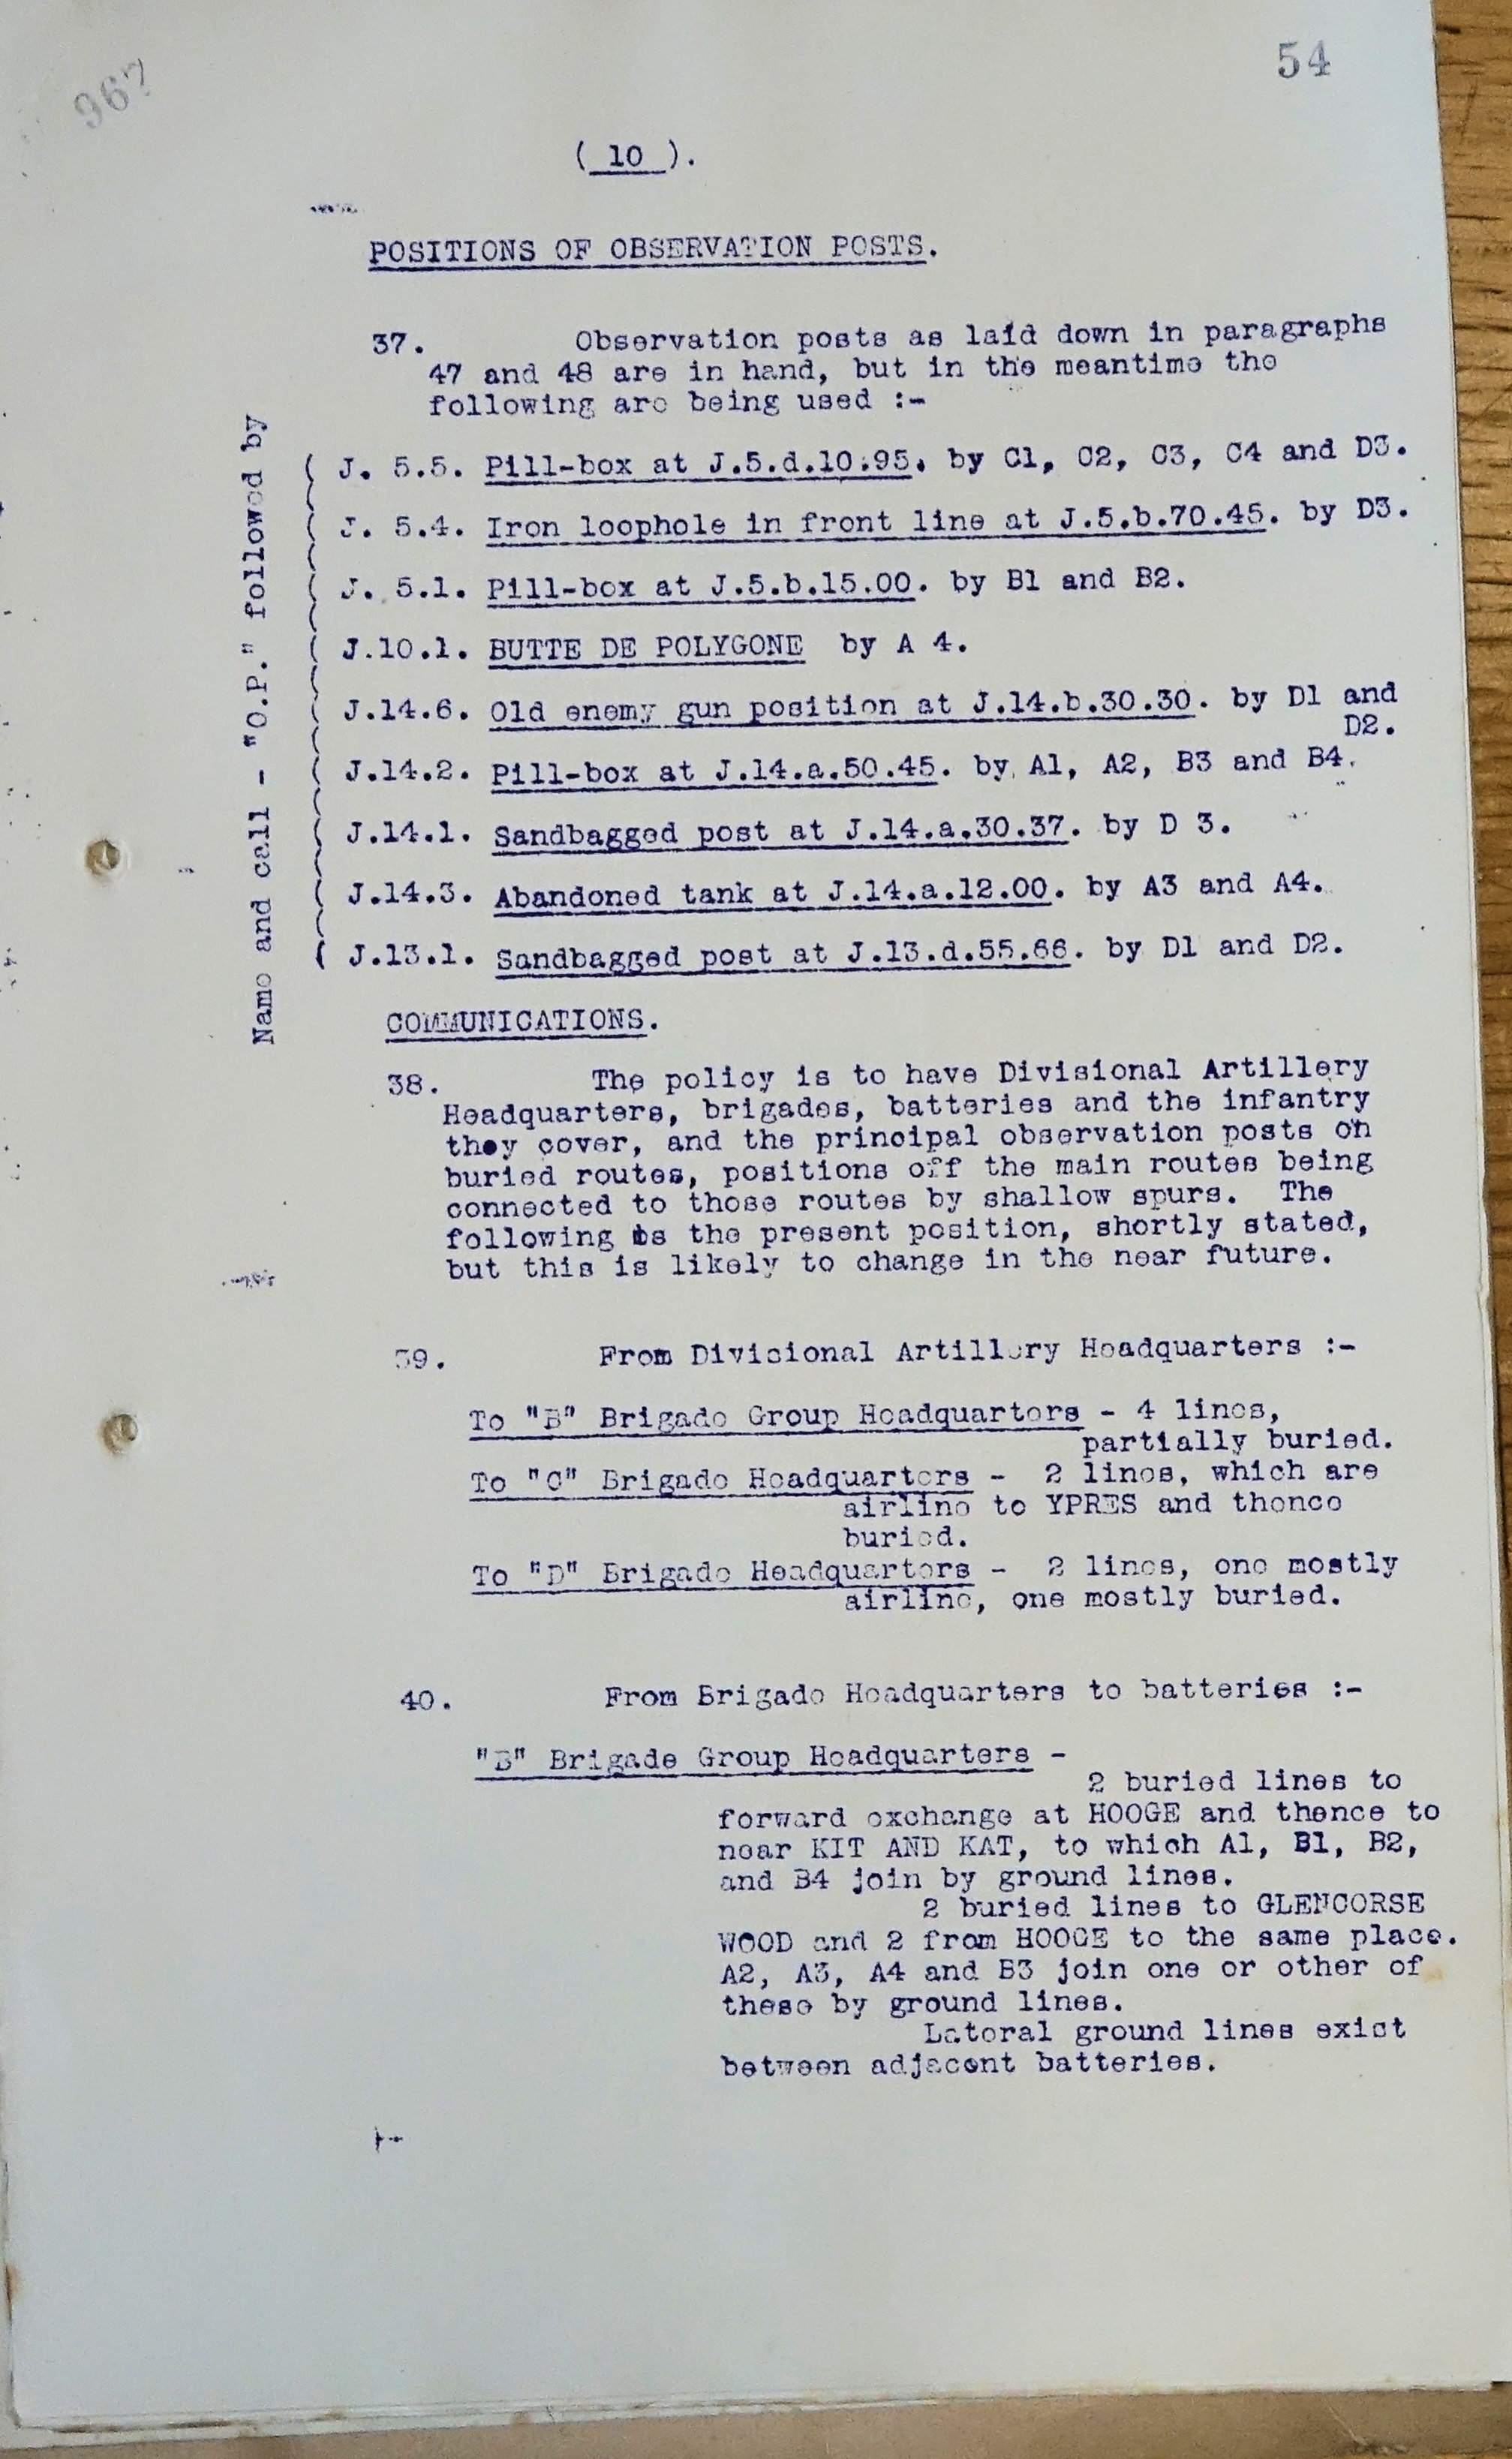 967
54
( 10 ).
POSITIONS OF OBSERVATION POSTS.
37. Observation posts as laid down in paragraphs
47 and 48 are in hand, but in the meantime the
following are being used :-
Name and call - "O.P." followed by
( J. 5.5. Pill-box at J.5.d.10.95. by C1, C2, C3, C4 and D3.
( J. 5.4. Iron loophole in front line at J.5.b.70.45. by D3.
( J. 5.1. Pill-box at J.5.b.15.00. by B1 and B2.
( J.10.1. BUTTE DE POLYGONE by A 4.
( J.14.6. Old enemy gun position at J.14.b.30.30. by D1 and
D2.
( J.14.2. Pill-box at J.14.a.50.45. by A1, A2, B3 and B4.
( J.14.1. Sandbagged post at J.14.a.30.37. by D 3.
( J.14.3. Abandoned tank at J.14.a.12.00. by A3 and A4.
( J.13.1. Sandbagged post at J.13.d.55.66. by D1 and D2.
COMMUNICATIONS.
38. The policy is to have Divisional Artillery
Headquarters, brigades, batteries and the infantry
they cover, and the principal observation posts on
buried routes, positions off the main routes being
connected to those routes by shallow spurs. The
following is the present position, shortly stated,
but this is likely to change in the near future.
39. From Divisional Artillery Headquarters :-
To "B" Brigade Group Headquarters - 4 lines,
partially buried.
To "C" Brigade Headquarters - 2 lines, which are
airline to YPRES and thence
buried.
To "D" Brigade Headquarters - 2 lines, one mostly
airline, one mostly buried.
40. From Brigade Headquarters to batteries :-
"B" Brigade Group Headquarters -
2 buried lines to
forward exchange at HOOGE and thence to
near KIT AND KAT, to which A1, B1, B2,
and B4 join by ground lines.
2 buried lines to GLENCORSE
WOOD and 2 from HOOGE to the same place.
A2, A3, A4 and B3 join one or other of
these by ground lines.
Lateral ground lines exist
between adjacent batteries.